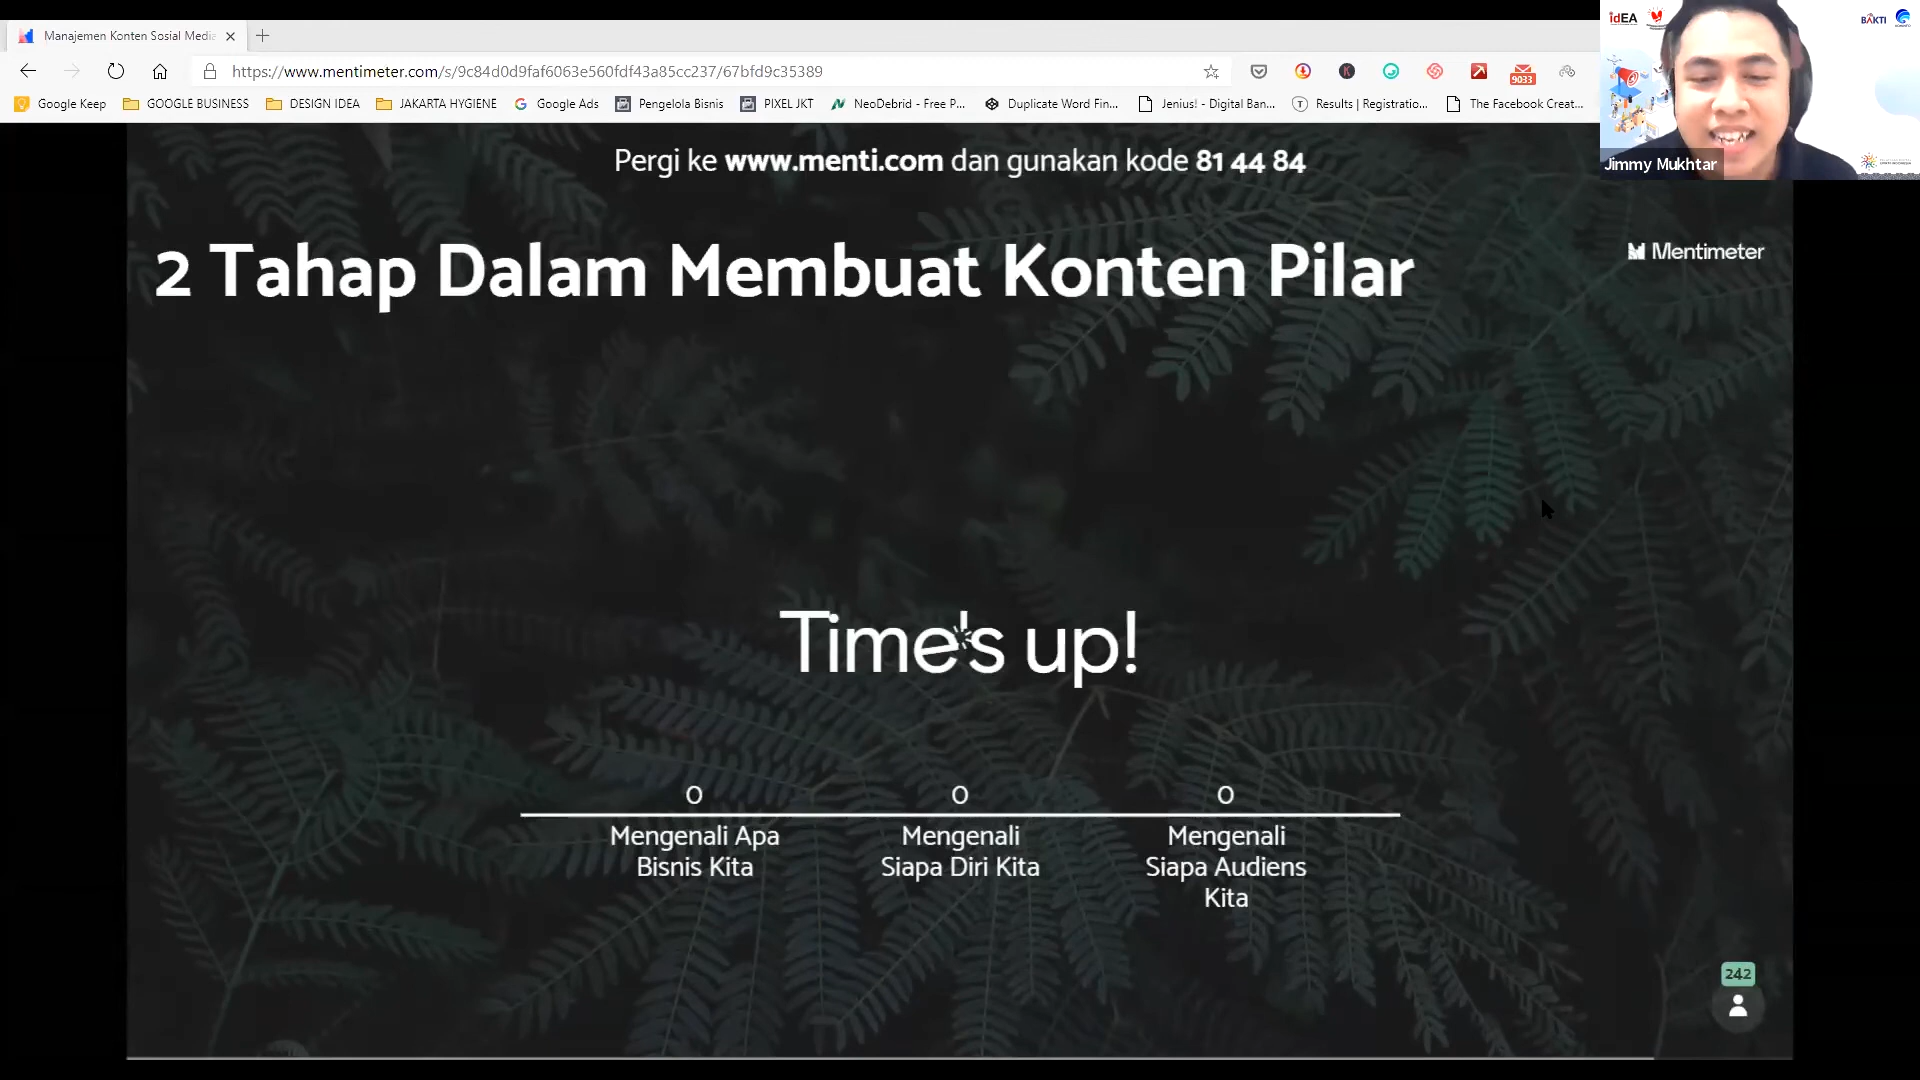 Manajemen Konten Sosial Media
https://www.mentimeter.com/s/9c84d0d9faf6063e560fdf43a85cc237/67bfd9c35389
9033
Google Keep
GOOGLE BUSINESS
DESIGN IDEA
JAKARTA HYGIENE
Google Ads
Pengelola Bisnis
PIXEL JKT
NeoDebrid - Free P...
Duplicate Word Fin...
Jenius! - Digital Ban...
Results | Registratio...
The Facebook Creat...
idEA
BAKTI
Jimmy Mukhtar
Pergi ke www.menti.com dan gunakan kode 81 44 84
2 Tahap Dalam Membuat Konten Pilar
Mentimeter
Time's up!
0 0 0
Mengenali Apa
Bisnis Kita
Mengenali
Siapa Diri Kita
Mengenali
Siapa Audiens
Kita
242